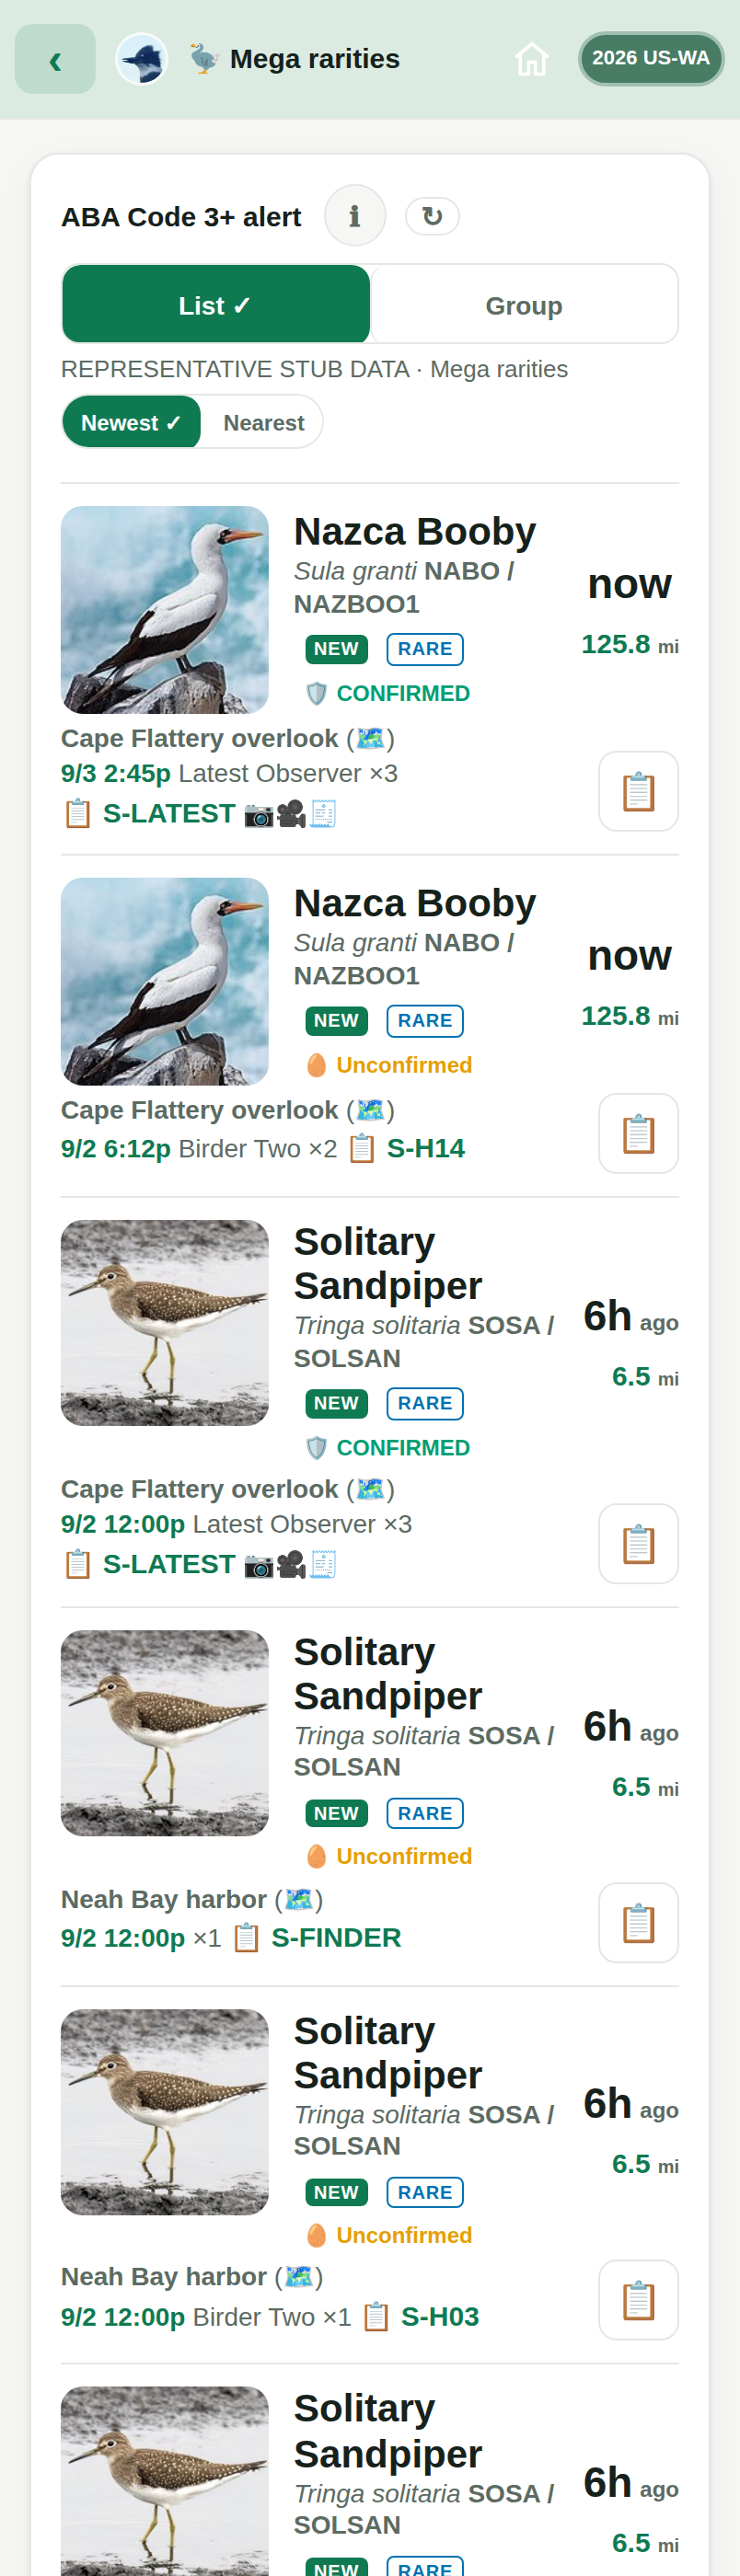 ‹ Mega rarities 2026 US-WA
ABA Code 3+ alert ℹ ↻
List ✓ Group
REPRESENTATIVE STUB DATA · Mega rarities
Newest ✓ Nearest
Nazca Booby
Sula granti NABO /
NAZBOO1
now
125.8 mi
NEW RARE
CONFIRMED
Cape Flattery overlook (🗺️)
9/3 2:45p Latest Observer ×3
📋 S-LATEST 📷🎥🧾
Nazca Booby
Sula granti NABO /
NAZBOO1
now
125.8 mi
NEW RARE
Unconfirmed
Cape Flattery overlook (🗺️)
9/2 6:12p Birder Two ×2 📋 S-H14
Solitary
Sandpiper
Tringa solitaria SOSA /
SOLSAN
6h ago
6.5 mi
NEW RARE
CONFIRMED
Cape Flattery overlook (🗺️)
9/2 12:00p Latest Observer ×3
📋 S-LATEST 📷🎥🧾
Solitary
Sandpiper
Tringa solitaria SOSA /
SOLSAN
6h ago
6.5 mi
NEW RARE
Unconfirmed
Neah Bay harbor (🗺️)
9/2 12:00p ×1 📋 S-FINDER
Solitary
Sandpiper
Tringa solitaria SOSA /
SOLSAN
6h ago
6.5 mi
NEW RARE
Unconfirmed
Neah Bay harbor (🗺️)
9/2 12:00p Birder Two ×1 📋 S-H03
Solitary
Sandpiper
Tringa solitaria SOSA /
SOLSAN
6h ago
6.5 mi
NEW RARE